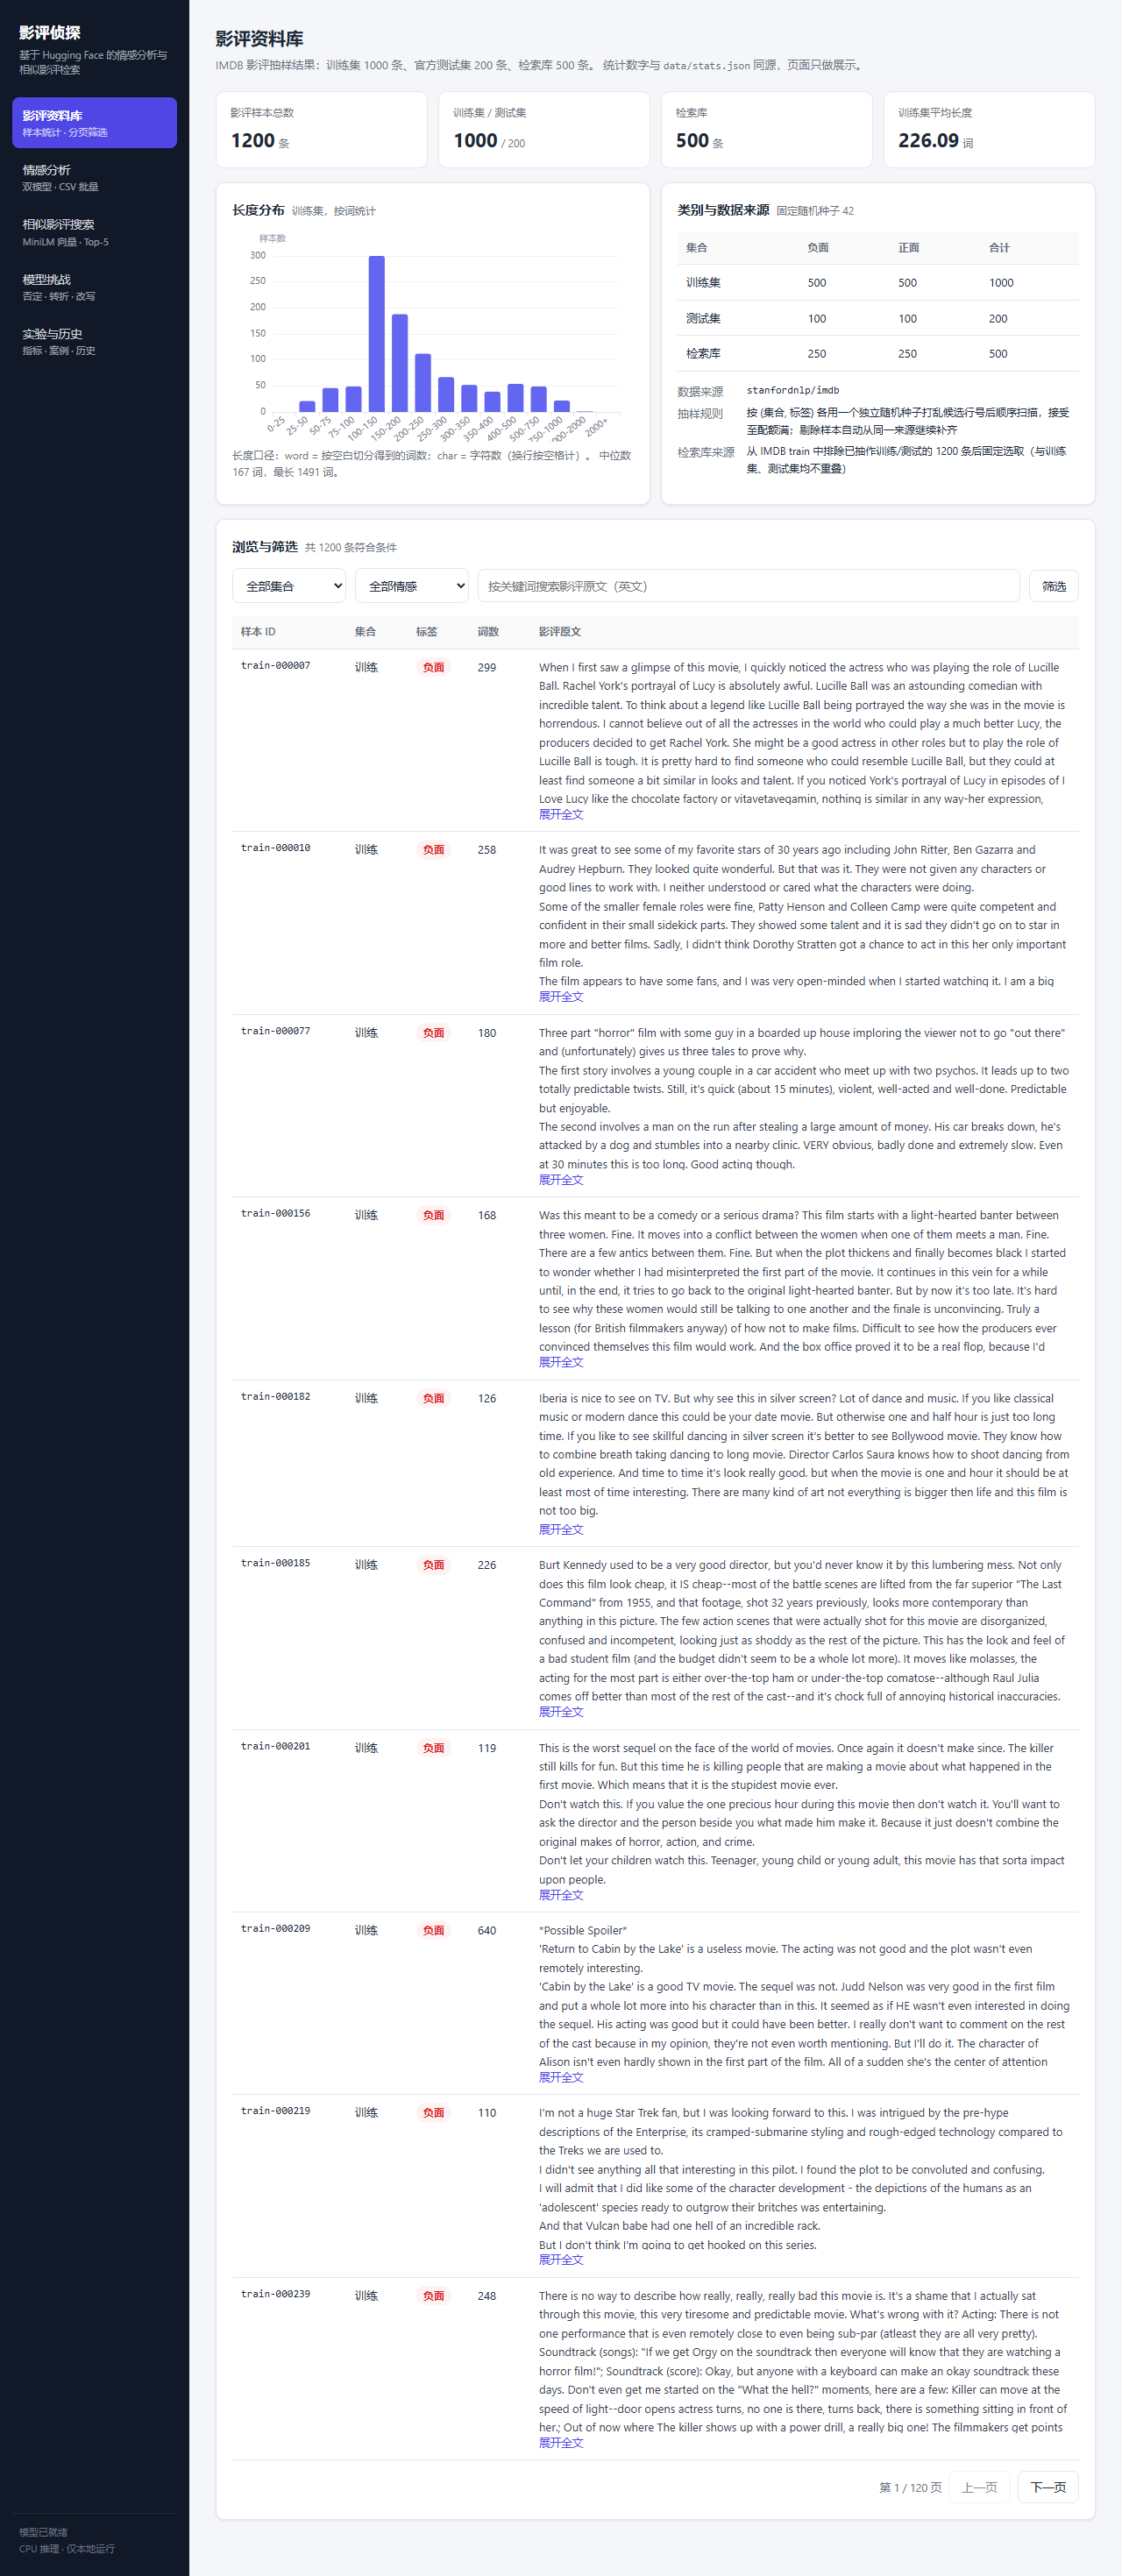 影评侦探
基于 Hugging Face 的情感分析与
相似影评检索
影评资料库
样本统计 · 分页筛选
情感分析
双模型 · CSV 批量
相似影评搜索
MiniLM 向量 · Top-5
模型挑战
否定 · 转折 · 改写
实验与历史
指标 · 案例 · 历史
模型已就绪
CPU 推理 · 仅本地运行
影评资料库
IMDB 影评抽样结果：训练集 1000 条、官方测试集 200 条、检索库 500 条。 统计数字与 data/stats.json 同源，页面只做展示。
影评样本总数
1200 条
训练集 / 测试集
1000 / 200
检索库
500 条
训练集平均长度
226.09 词
长度分布 训练集，按词统计
样本数
300
250
200
150
100
50
0
0-25
25-50
50-75
75-100
100-150
150-200
200-250
250-300
300-350
350-400
400-500
500-750
750-1000
000-2000
2000+
长度口径：word = 按空白切分得到的词数；char = 字符数（换行按空格计）。 中位数
167 词，最长 1491 词。
类别与数据来源 固定随机种子 42
集合 负面 正面 合计
训练集 500 500 1000
测试集 100 100 200
检索库 250 250 500
数据来源 stanfordnlp/imdb
抽样规则 按 (集合, 标签) 各用一个独立随机种子打乱候选行号后顺序扫描，接受
至配额满；剔除样本自动从同一来源继续补齐
检索库来源 从 IMDB train 中排除已抽作训练/测试的 1200 条后固定选取（与训练
集、测试集均不重叠）
浏览与筛选 共 1200 条符合条件
全部集合 全部情感 按关键词搜索影评原文（英文） 筛选
样本 ID 集合 标签 词数 影评原文
train-000007 训练 负面 299 When I first saw a glimpse of this movie, I quickly noticed the actress who was playing the role of Lucille
Ball. Rachel York's portrayal of Lucy is absolutely awful. Lucille Ball was an astounding comedian with
incredible talent. To think about a legend like Lucille Ball being portrayed the way she was in the movie is
horrendous. I cannot believe out of all the actresses in the world who could play a much better Lucy, the
producers decided to get Rachel York. She might be a good actress in other roles but to play the role of
Lucille Ball is tough. It is pretty hard to find someone who could resemble Lucille Ball, but they could at
least find someone a bit similar in looks and talent. If you noticed York's portrayal of Lucy in episodes of I
Love Lucy like the chocolate factory or vitavetavegamin, nothing is similar in any way-her expression,
展开全文
train-000010 训练 负面 258 It was great to see some of my favorite stars of 30 years ago including John Ritter, Ben Gazarra and
Audrey Hepburn. They looked quite wonderful. But that was it. They were not given any characters or
good lines to work with. I neither understood or cared what the characters were doing.
Some of the smaller female roles were fine, Patty Henson and Colleen Camp were quite competent and
confident in their small sidekick parts. They showed some talent and it is sad they didn't go on to star in
more and better films. Sadly, I didn't think Dorothy Stratten got a chance to act in this her only important
film role.
The film appears to have some fans, and I was very open-minded when I started watching it. I am a big
展开全文
train-000077 训练 负面 180 Three part "horror" film with some guy in a boarded up house imploring the viewer not to go "out there"
and (unfortunately) gives us three tales to prove why.
The first story involves a young couple in a car accident who meet up with two psychos. It leads up to two
totally predictable twists. Still, it's quick (about 15 minutes), violent, well-acted and well-done. Predictable
but enjoyable.
The second involves a man on the run after stealing a large amount of money. His car breaks down, he's
attacked by a dog and stumbles into a nearby clinic. VERY obvious, badly done and extremely slow. Even
at 30 minutes this is too long. Good acting though.
展开全文
train-000156 训练 负面 168 Was this meant to be a comedy or a serious drama? This film starts with a light-hearted banter between
three women. Fine. It moves into a conflict between the women when one of them meets a man. Fine.
There are a few antics between them. Fine. But when the plot thickens and finally becomes black I started
to wonder whether I had misinterpreted the first part of the movie. It continues in this vein for a while
until, in the end, it tries to go back to the original light-hearted banter. But by now it's too late. It's hard
to see why these women would still be talking to one another and the finale is unconvincing. Truly a
lesson (for British filmmakers anyway) of how not to make films. Difficult to see how the producers ever
convinced themselves this film would work. And the box office proved it to be a real flop, because I'd
展开全文
train-000182 训练 负面 126 Iberia is nice to see on TV. But why see this in silver screen? Lot of dance and music. If you like classical
music or modern dance this could be your date movie. But otherwise one and half hour is just too long
time. If you like to see skillful dancing in silver screen it's better to see Bollywood movie. They know how
to combine breath taking dancing to long movie. Director Carlos Saura knows how to shoot dancing from
old experience. And time to time it's look really good. but when the movie is one and hour it should be at
least most of time interesting. There are many kind of art not everything is bigger then life and this film is
not too big.
展开全文
train-000185 训练 负面 226 Burt Kennedy used to be a very good director, but you'd never know it by this lumbering mess. Not only
does this film look cheap, it IS cheap--most of the battle scenes are lifted from the far superior "The Last
Command" from 1955, and that footage, shot 32 years previously, looks more contemporary than
anything in this picture. The few action scenes that were actually shot for this movie are disorganized,
confused and incompetent, looking just as shoddy as the rest of the picture. This has the look and feel of
a bad student film (and the budget didn't seem to be a whole lot more). It moves like molasses, the
acting for the most part is either over-the-top ham or under-the-top comatose--although Raul Julia
comes off better than most of the rest of the cast--and it's chock full of annoying historical inaccuracies.
展开全文
train-000201 训练 负面 119 This is the worst sequel on the face of the world of movies. Once again it doesn't make since. The killer
still kills for fun. But this time he is killing people that are making a movie about what happened in the
first movie. Which means that it is the stupidest movie ever.
Don't watch this. If you value the one precious hour during this movie then don't watch it. You'll want to
ask the director and the person beside you what made him make it. Because it just doesn't combine the
original makes of horror, action, and crime.
Don't let your children watch this. Teenager, young child or young adult, this movie has that sorta impact
upon people.
展开全文
train-000209 训练 负面 640 *Possible Spoiler*
'Return to Cabin by the Lake' is a useless movie. The acting was not good and the plot wasn't even
remotely interesting.
'Cabin by the Lake' is a good TV movie. The sequel was not. Judd Nelson was very good in the first film
and put a whole lot more into his character than in this. It seemed as if HE wasn't even interested in doing
the sequel. His acting was good but it could have been better. I really don't want to comment on the rest
of the cast because in my opinion, they're not even worth mentioning. But I'll do it. The character of
Alison isn't even hardly shown in the first part of the film. All of a sudden she's the center of attention
展开全文
train-000219 训练 负面 110 I'm not a huge Star Trek fan, but I was looking forward to this. I was intrigued by the pre-hype
descriptions of the Enterprise, its cramped-submarine styling and rough-edged technology compared to
the Treks we are used to.
I didn't see anything all that interesting in this pilot. I found the plot to be convoluted and confusing.
I will admit that I did like some of the character development - the depictions of the humans as an
'adolescent' species ready to outgrow their britches was entertaining.
And that Vulcan babe had one hell of an incredible rack.
But I don't think I'm going to get hooked on this series.
展开全文
train-000239 训练 负面 248 There is no way to describe how really, really, really bad this movie is. It's a shame that I actually sat
through this movie, this very tiresome and predictable movie. What's wrong with it? Acting: There is not
one performance that is even remotely close to even being sub-par (atleast they are all very pretty).
Soundtrack (songs): "If we get Orgy on the soundtrack then everyone will know that they are watching a
horror film!"; Soundtrack (score): Okay, but anyone with a keyboard can make an okay soundtrack these
days. Don't even get me started on the "What the hell?" moments, here are a few: Killer can move at the
speed of light--door opens actress turns, no one is there, turns back, there is something sitting in front of
her.; Out of now where The killer shows up with a power drill, a really big one! The filmmakers get points
展开全文
第 1 / 120 页 上一页 下一页